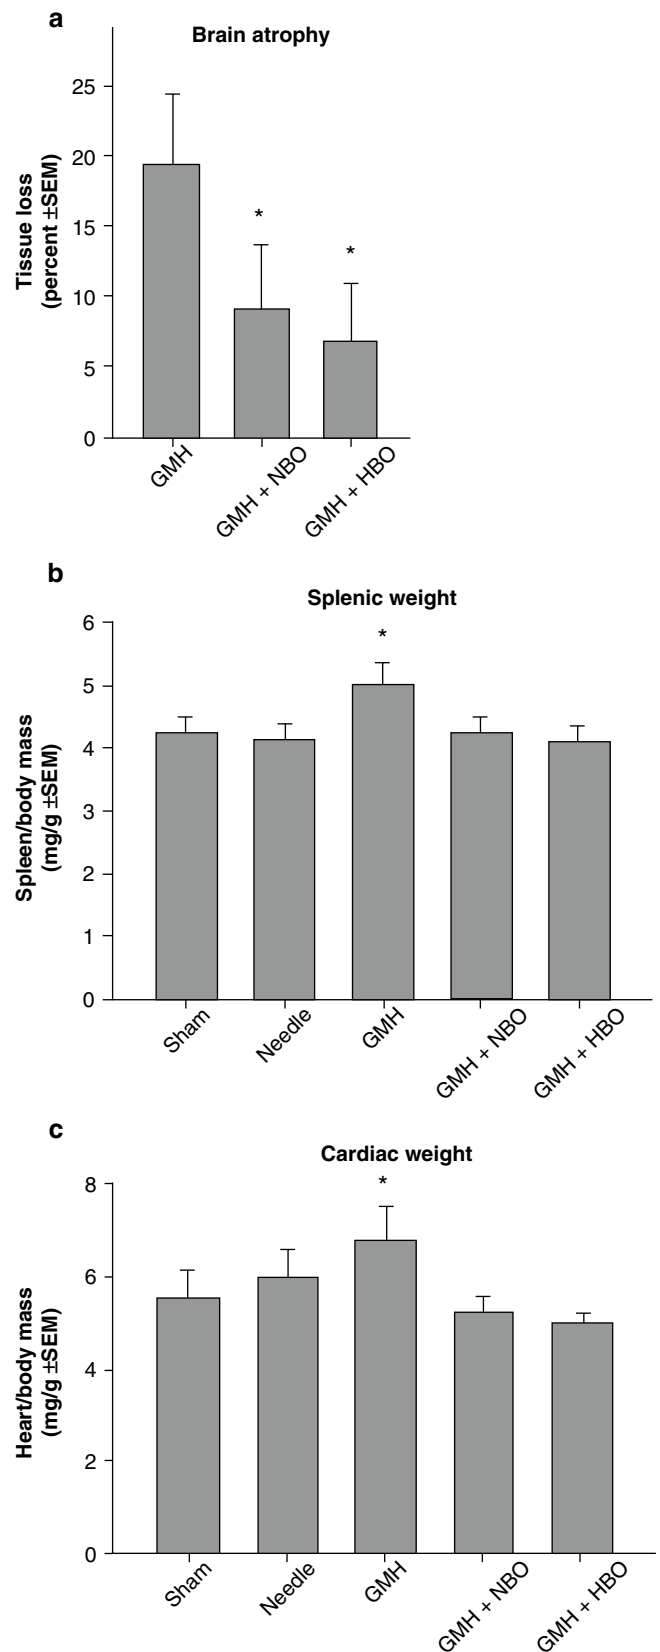 a
Brain atrophy
Tissue loss
(percent ±SEM)
25
20
15
10
5
0
*
*
GMH
GMH + NBO
GMH + HBO
b
Splenic weight
Spleen/body mass
(mg/g ±SEM)
6
5
4
3
2
1
0
*
Sham
Needle
GMH
GMH + NBO
GMH + HBO
c
Cardiac weight
Heart/body mass
(mg/g ±SEM)
8
6
4
2
0
*
Sham
Needle
GMH
GMH + NBO
GMH + HBO